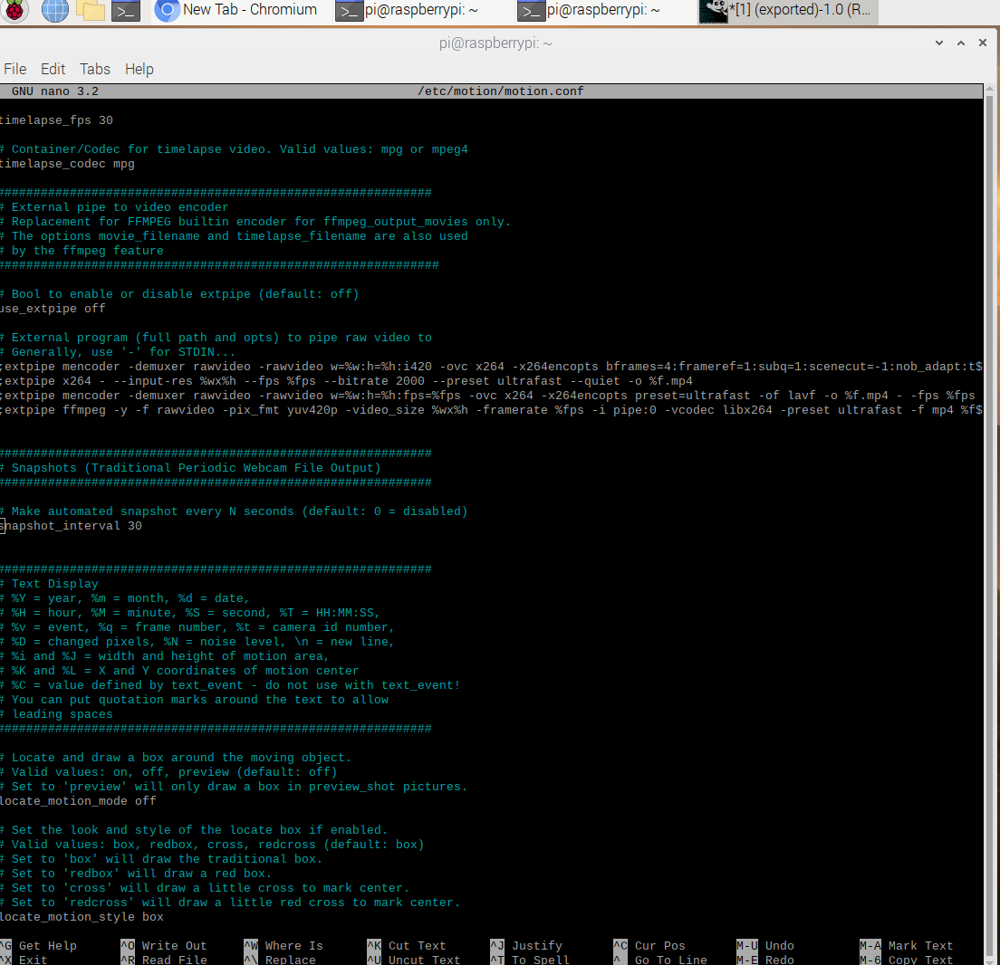 New Tab - Chromium pi@raspberrypi: ~ pi@raspberrypi: ~ *[1] (exported)-1.0 (R...
pi@raspberrypi: ~
File Edit Tabs Help
GNU nano 3.2 /etc/motion/motion.conf
timelapse_fps 30
# Container/Codec for timelapse video. Valid values: mpg or mpeg4
timelapse_codec mpg
############################################################
# External pipe to video encoder
# Replacement for FFMPEG builtin encoder for ffmpeg_output_movies only.
# The options movie_filename and timelapse_filename are also used
# by the ffmpeg feature
#############################################################
# Bool to enable or disable extpipe (default: off)
use_extpipe off
# External program (full path and opts) to pipe raw video to
# Generally, use '-' for STDIN...
;extpipe mencoder -demuxer rawvideo -rawvideo w=%w:h=%h:i420 -ovc x264 -x264encopts bframes=4:frameref=1:subq=1:scenecut=-1:nob_adapt:t$
;extpipe x264 - --input-res %wx%h --fps %fps --bitrate 2000 --preset ultrafast --quiet -o %f.mp4
;extpipe mencoder -demuxer rawvideo -rawvideo w=%w:h=%h:fps=%fps -ovc x264 -x264encopts preset=ultrafast -of lavf -o %f.mp4 - -fps %fps
;extpipe ffmpeg -y -f rawvideo -pix_fmt yuv420p -video_size %wx%h -framerate %fps -i pipe:0 -vcodec libx264 -preset ultrafast -f mp4 %f$
############################################################
# Snapshots (Traditional Periodic Webcam File Output)
############################################################
# Make automated snapshot every N seconds (default: 0 = disabled)
snapshot_interval 30
############################################################
# Text Display
# %Y = year, %m = month, %d = date,
# %H = hour, %M = minute, %S = second, %T = HH:MM:SS,
# %v = event, %q = frame number, %t = camera id number,
# %D = changed pixels, %N = noise level, \n = new line,
# %i and %J = width and height of motion area,
# %K and %L = X and Y coordinates of motion center
# %C = value defined by text_event - do not use with text_event!
# You can put quotation marks around the text to allow
# leading spaces
############################################################
# Locate and draw a box around the moving object.
# Valid values: on, off, preview (default: off)
# Set to 'preview' will only draw a box in preview_shot pictures.
locate_motion_mode off
# Set the look and style of the locate box if enabled.
# Valid values: box, redbox, cross, redcross (default: box)
# Set to 'box' will draw the traditional box.
# Set to 'redbox' will draw a red box.
# Set to 'cross' will draw a little cross to mark center.
# Set to 'redcross' will draw a little red cross to mark center.
locate_motion_style box
^G Get Help ^O Write Out ^W Where Is ^K Cut Text ^J Justify ^C Cur Pos M-U Undo M-A Mark Text
^X Exit ^R Read File ^\ Replace ^U Uncut Text ^T To Spell ^_ Go To Line M-E Redo M-6 Copy Text